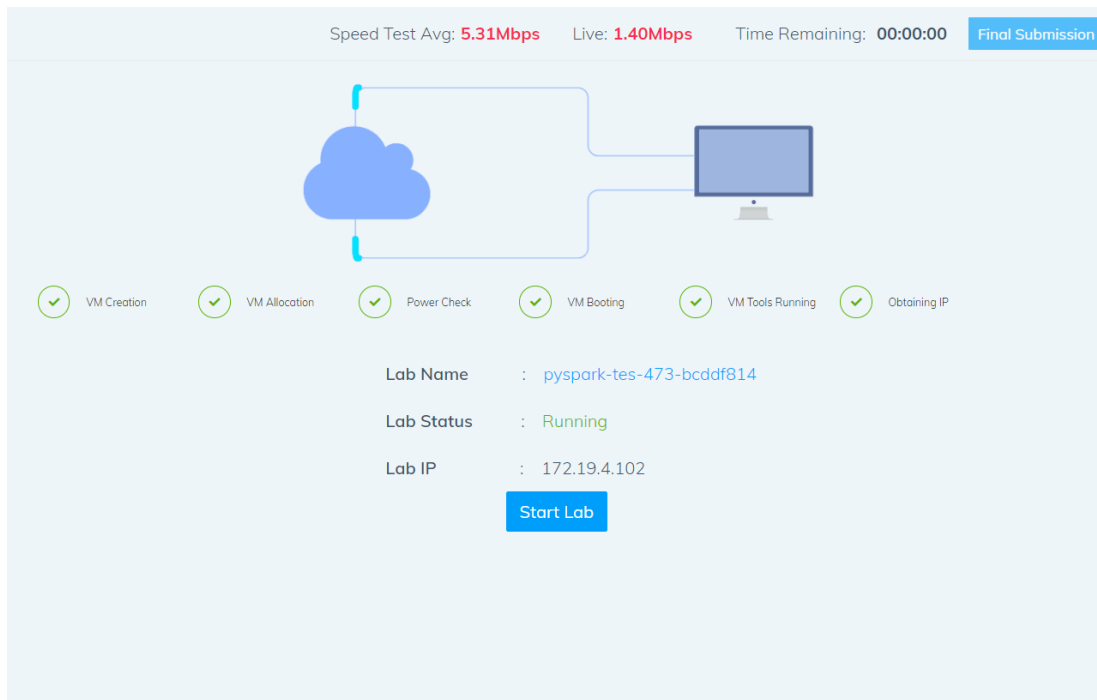 Speed Test Avg: 5.31Mbps Live: 1.40Mbps Time Remaining: 00:00:00 Final Submission
VM Creation VM Allocation Power Check VM Booting VM Tools Running Obtaining IP
Lab Name : pyspark-tes-473-bcddf814
Lab Status : Running
Lab IP : 172.19.4.102
Start Lab